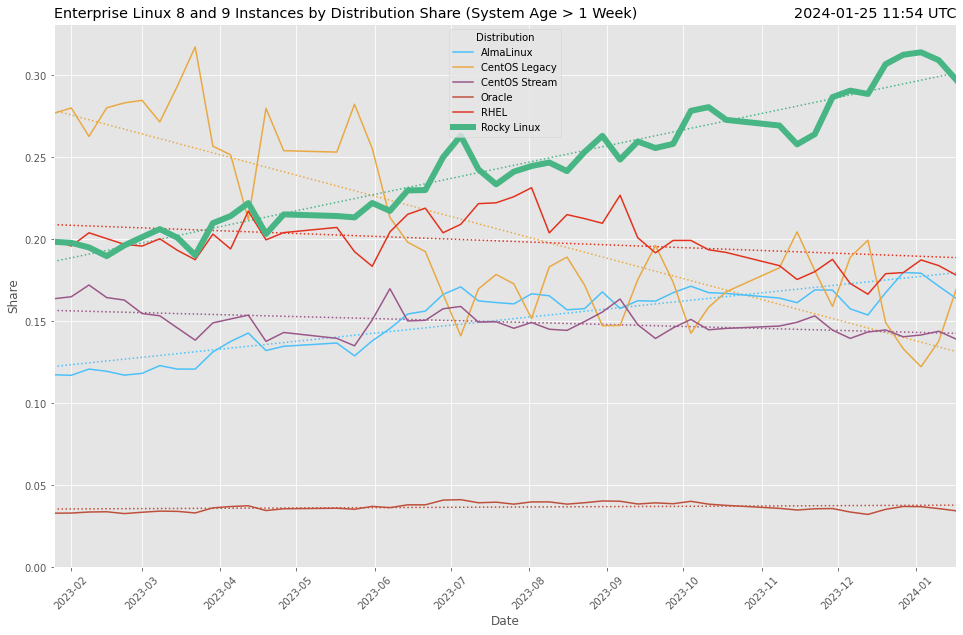 Enterprise Linux 8 and 9 Instances by Distribution Share (System Age > 1 Week)
2024-01-25 11:54 UTC
Distribution
AlmaLinux
CentOS Legacy
CentOS Stream
Oracle
RHEL
Rocky Linux
Share
0.30
0.25
0.20
0.15
0.10
0.05
0.00
2023-02
2023-03
2023-04
2023-05
2023-06
2023-07
2023-08
2023-09
2023-10
2023-11
2023-12
2024-01
Date